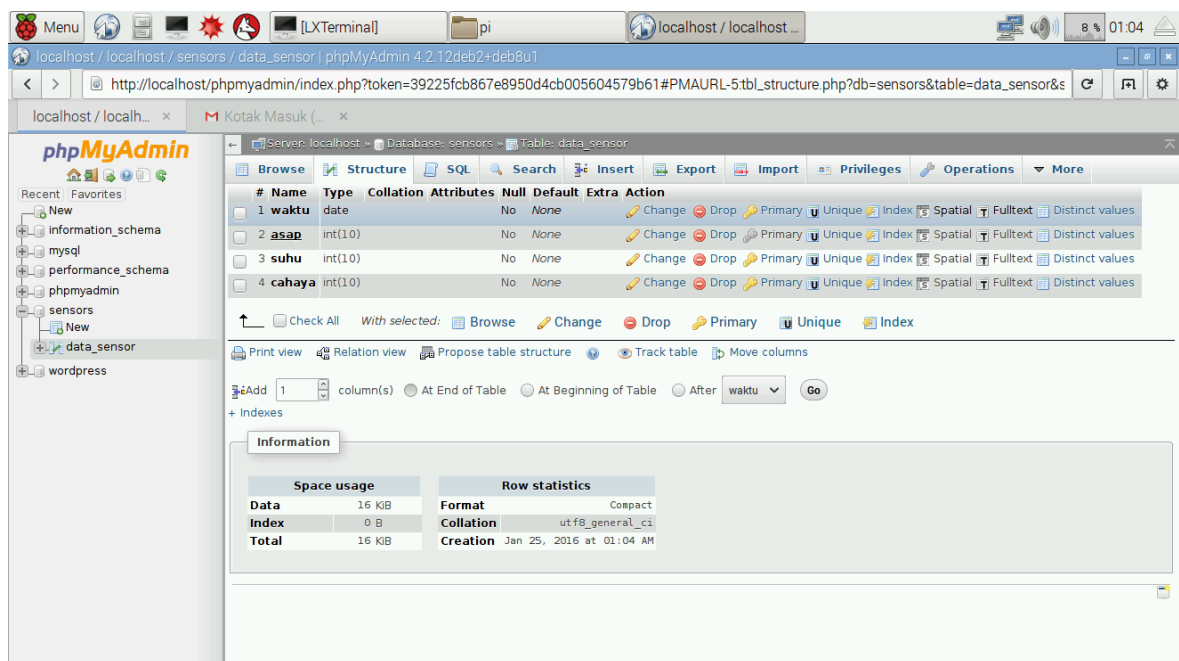 Menu [LXTerminal] pi localhost / localhost ... 8 % 01:04
localhost / localhost / sensors / data_sensor | phpMyAdmin 4.2.12deb2+deb8u1
http://localhost/phpmyadmin/index.php?token=39225fcb867e8950d4cb005604579b61#PMAURL-5:tbl_structure.php?db=sensors&table=data_sensor&s
localhost / localh... × Kotak Masuk (... ×
phpMyAdmin
Recent Favorites
New
information_schema
mysql
performance_schema
phpmyadmin
sensors
New
data_sensor
wordpress
Server: localhost » Database: sensors » Table: data_sensor
Browse Structure SQL Search Insert Export Import Privileges Operations More
# Name Type Collation Attributes Null Default Extra Action
1 waktu date No None Change Drop Primary Unique Index Spatial Fulltext Distinct values
2 asap int(10) No None Change Drop Primary Unique Index Spatial Fulltext Distinct values
3 suhu int(10) No None Change Drop Primary Unique Index Spatial Fulltext Distinct values
4 cahaya int(10) No None Change Drop Primary Unique Index Spatial Fulltext Distinct values
Check All With selected: Browse Change Drop Primary Unique Index
Print view Relation view Propose table structure Track table Move columns
Add 1 column(s) At End of Table At Beginning of Table After waktu Go
+ Indexes
Information
Space usage
Data 16 KiB
Index 0 B
Total 16 KiB
Row statistics
Format Compact
Collation utf8_general_ci
Creation Jan 25, 2016 at 01:04 AM